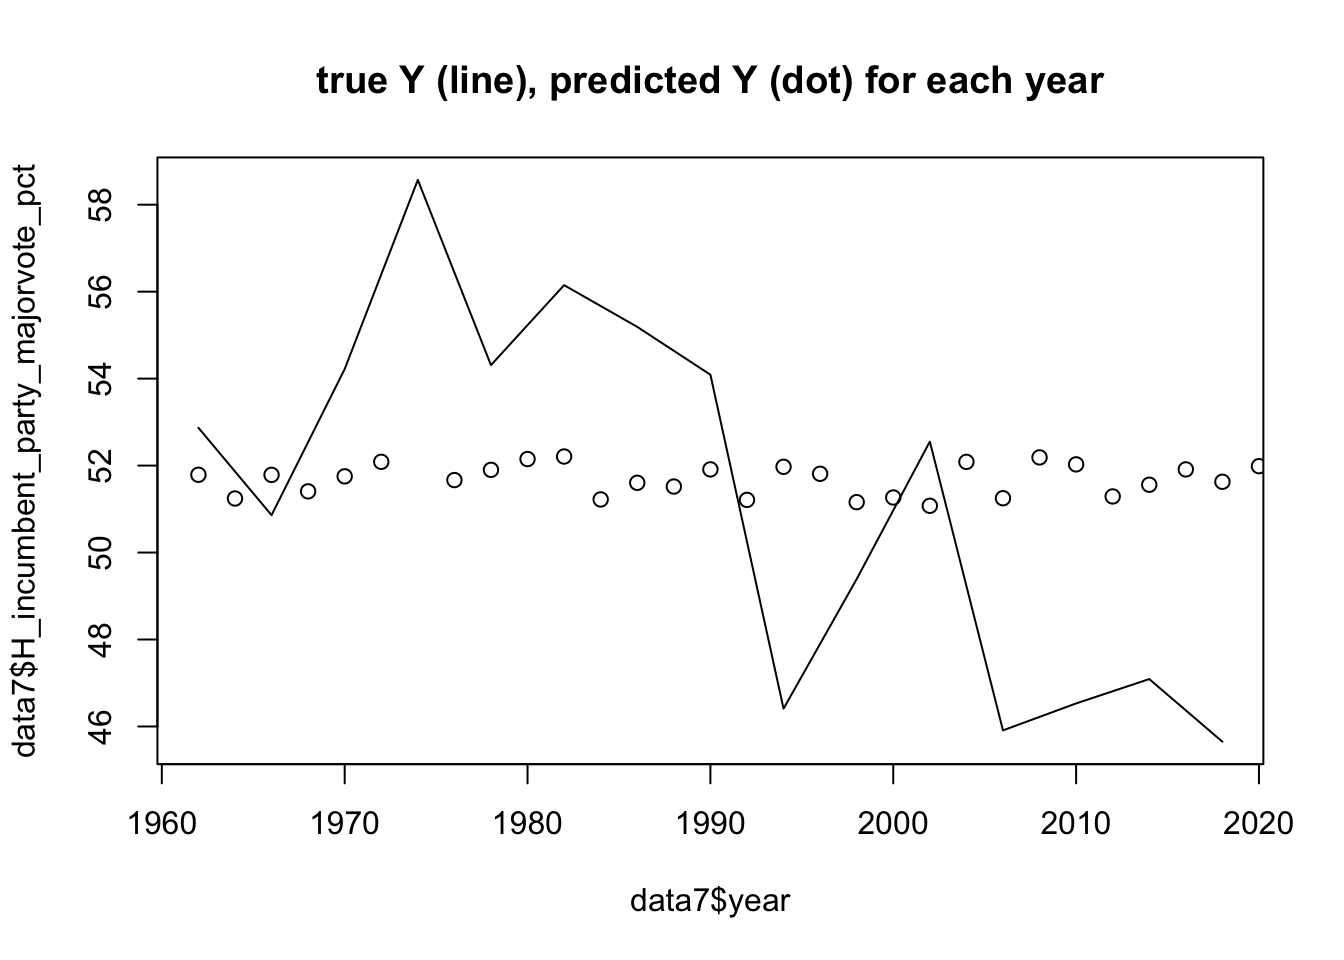 true Y (line), predicted Y (dot) for each year
data7$H_incumbent_party_majorvote_pct
58
56
54
52
50
48
46
1960 1970 1980 1990 2000 2010 2020
data7$year